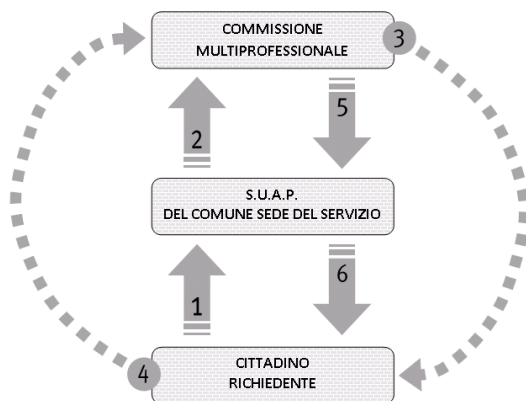 COMMISSIONE
MULTIPROFESSIONALE
3
2
5
S.U.A.P.
DEL COMUNE SEDE DEL SERVIZIO
1
6
4
CITTADINO
RICHIEDENTE